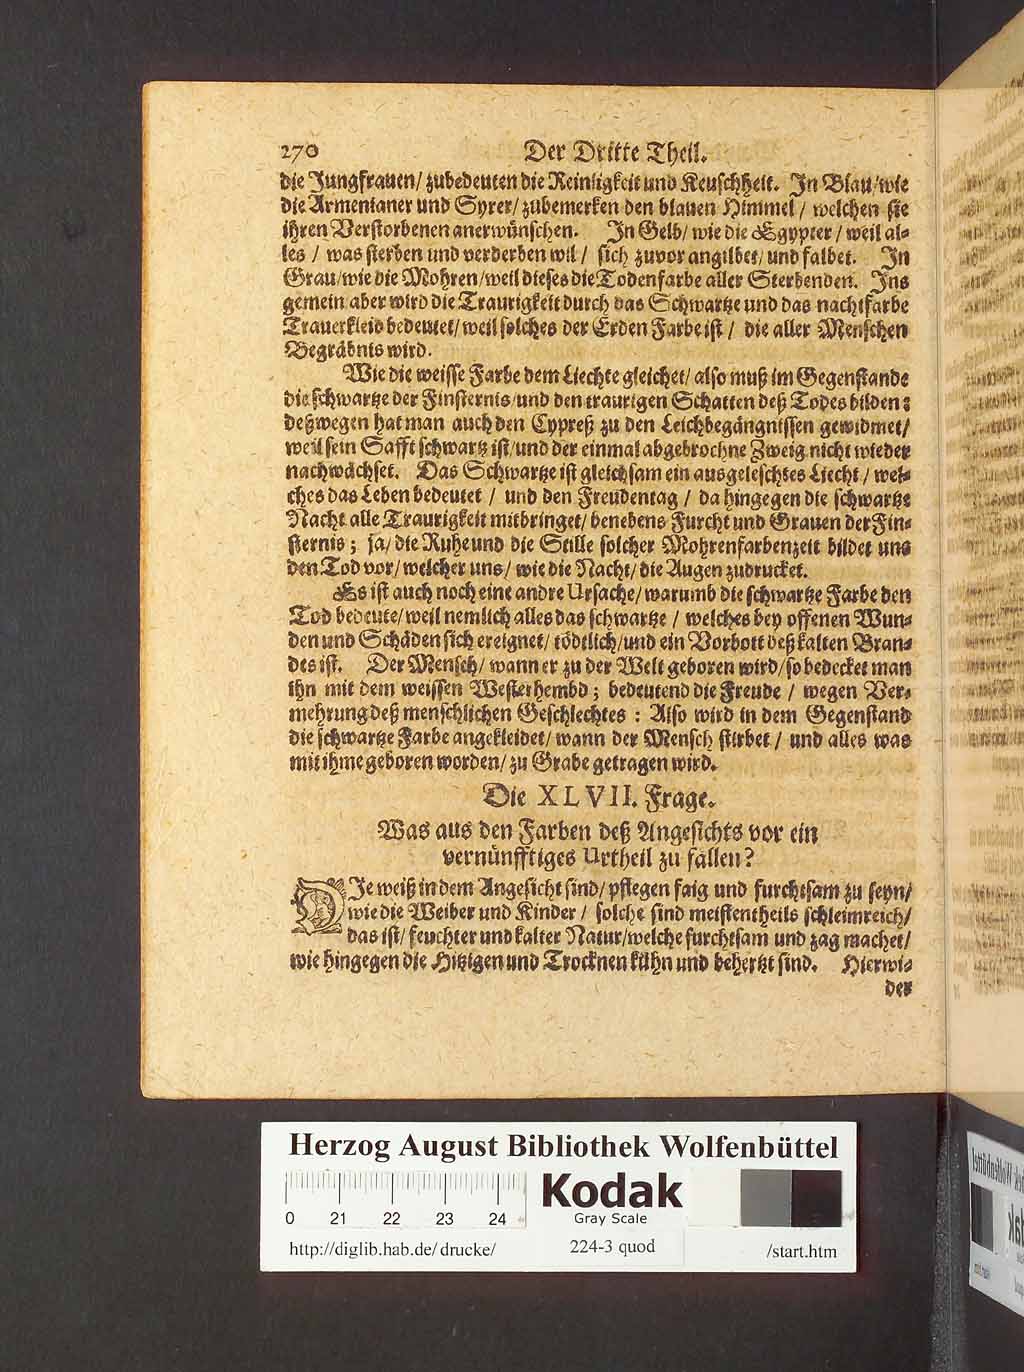 270 Der Dritte Theil.
die Jungfrauen/ zubedeuten die Reinligkeit und Keuschheit. In Blau/wie
die Armenianer und Syrer/ zubemerken den blauen Himmel / welchen sie
ihren Verstorbenen anerwünschen. In Gelb/ wie die Egypter / weil al-
les / was sterben und verderben wil / sich zuvor angilbet/ und falbet. In
Grau/wie die Mohren/weil dieses die Todenfarbe aller Sterbenden. Ins
gemein aber wird die Traurigkeit durch das Schwartze und das nachtfarbe
Trauerkleid bedeutet/ weil solches der Erden Farbe ist / die aller Menschen
Begräbnis wird.
Wie die weisse Farbe dem Liechte gleichet/ also muß im Gegenstande
die schwartze der Finsternis/und den traurigen Schatten deß Todes bilden:
deßwegen hat man auch den Cypreß zu den Leichbegängnissen gewidmet/
weil sein Safft schwartz ist/und der einmal abgebrochne Zweig nicht wieder
nachwächset. Das Schwartze ist gleichsam ein ausgeleschtes Liecht / wel-
ches das Leben bedeutet / und den Freudentag / da hingegen die schwartze
Nacht alle Traurigkeit mitbringet/ benebens Furcht und Grauen der Fin-
sternis; ja/ die Ruhe und die Stille solcher Mohrenfarbenzeit bildet uns
den Tod vor/ welcher uns/ wie die Nacht/ die Augen zudrucket.
Es ist auch noch eine andre Ursache/ warumb die schwartze Farbe den
Tod bedeute/ weil nemlich alles das schwartze / welches bey offenen Wun-
den und Schäden sich ereignet/ tödtlich/und ein Vorbott deß kalten Bran-
des ist. Der Mensch/ wann er zu der Welt geboren wird/ so bedecket man
ihn mit dem weissen Westerhembd; bedeutend die Freude / wegen Ver-
mehrung deß menschlichen Geschlechtes: Also wird in dem Gegenstand
die schwartze Farbe angekleidet/ wann der Mensch stirbet / und alles was
mit ihme geboren worden/ zu Grabe getragen wird.
Die XLVII. Frage.
Was aus den Farben deß Angesichts vor ein
vernünfftiges Urtheil zu fällen?
DIe weiß in dem Angesicht sind/ pflegen faig und furchtsam zu seyn/
wie die Weiber und Kinder / solche sind meistentheils schleimreich/
das ist/ feuchter und kalter Natur/welche furchtsam und zag machet/
wie hingegen die Hitzigen und Trocknen kühn und behertzt sind. Hierwi-
der
Herzog August Bibliothek Wolfenbüttel
0 21 22 23 24
Kodak
Gray Scale
http://diglib.hab.de/drucke/ 224-3 quod /start.htm